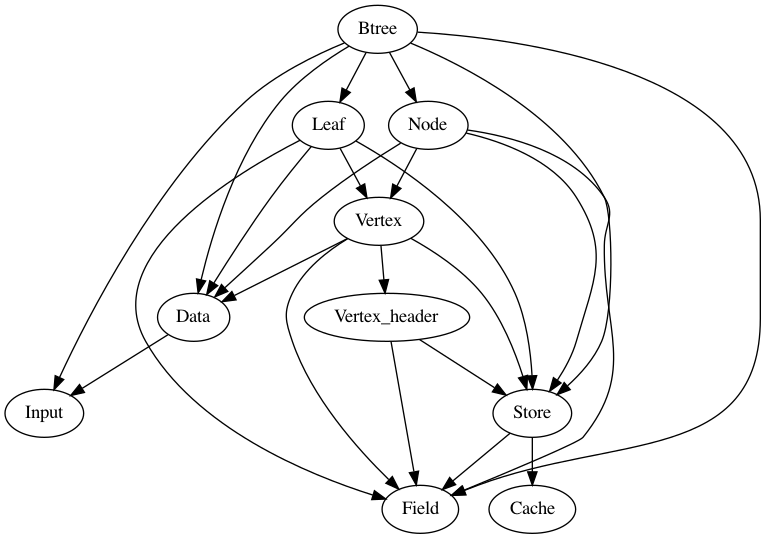 Btree
Leaf
Node
Vertex
Data
Vertex_header
Input
Store
Field
Cache